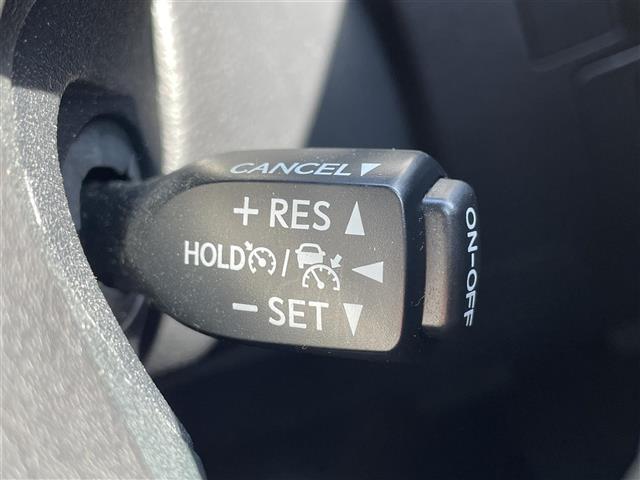 CANCEL▼
+ RES ▲
HOLD / ◀
− SET ▼
ON-OFF